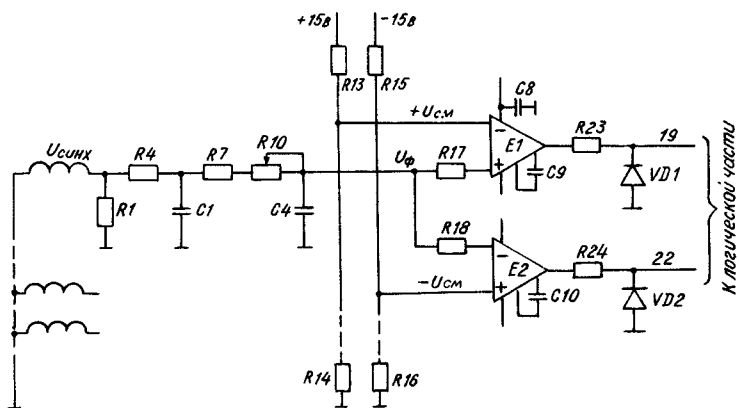 +15в
-15в
R13
R15
C8
+Uсм
R23
19
E1
VD1
C9
Uсинх
R4
R7
R10
Uф
R17
R1
C1
C4
R18
E2
R24
22
-Uсм
C10
VD2
R14
R16
К логической части